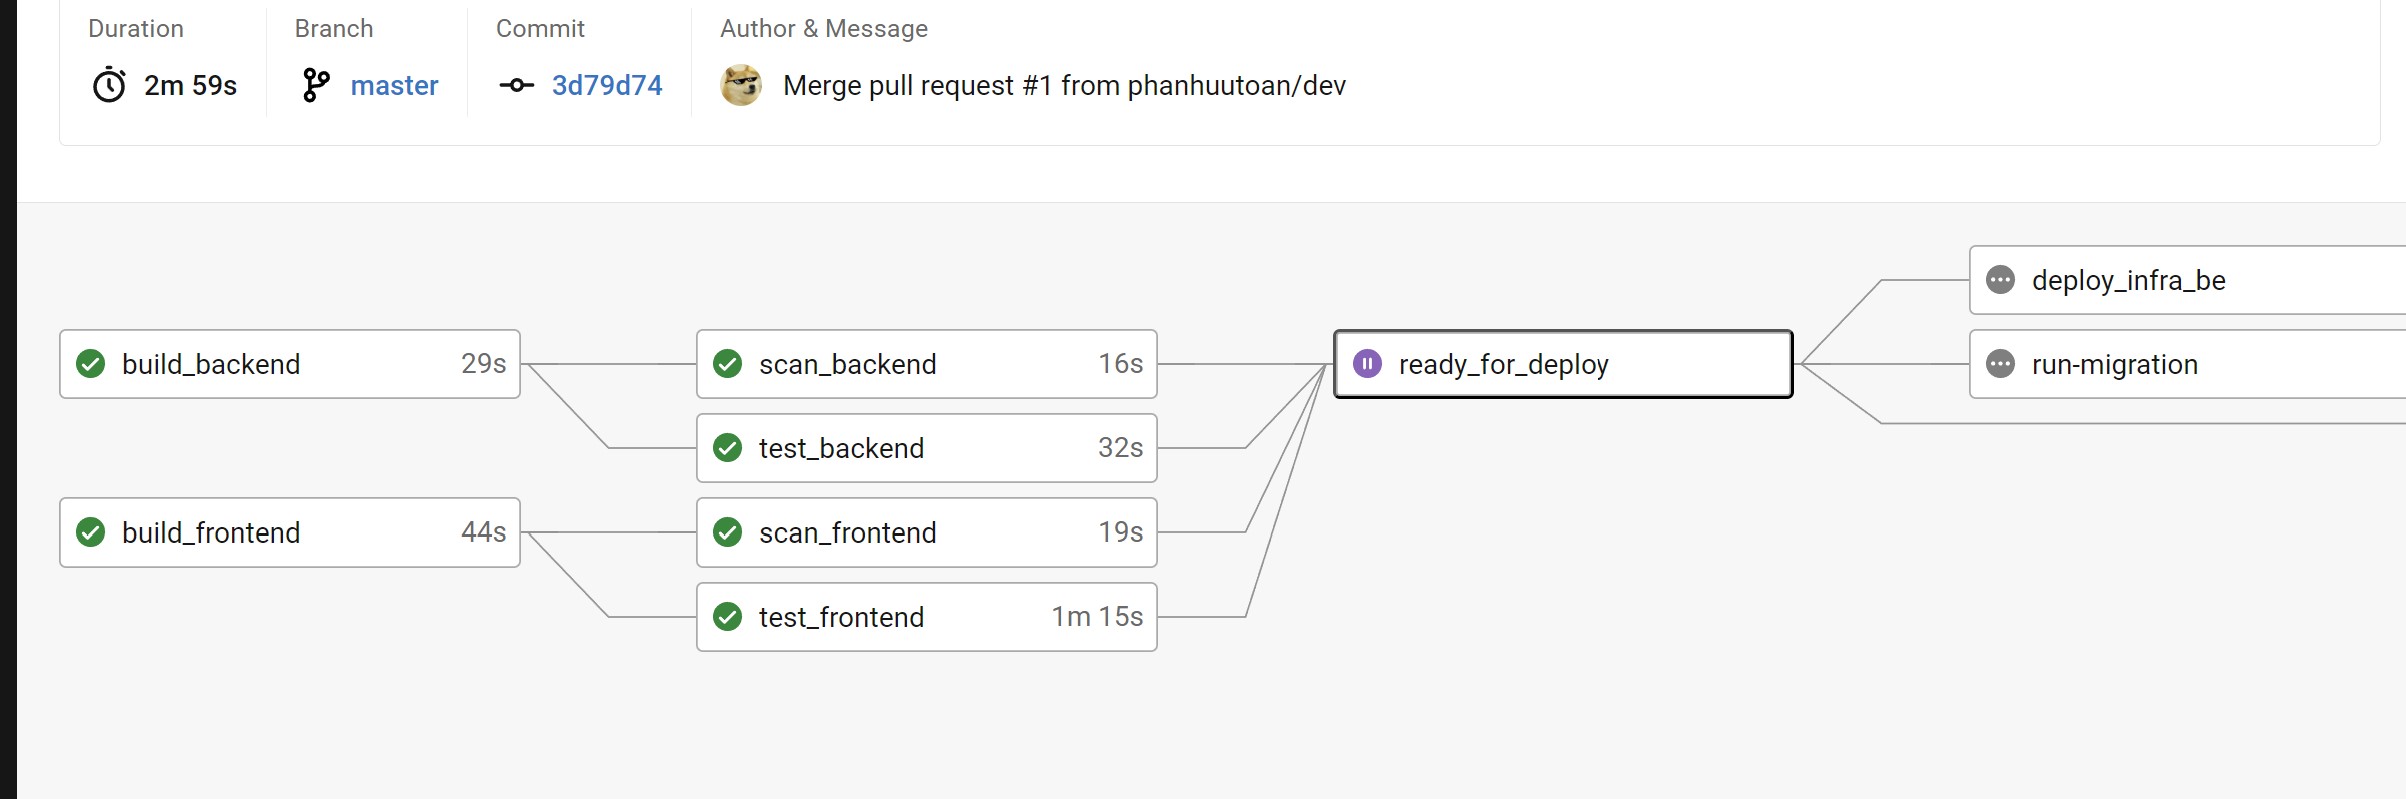 Duration Branch Commit Author & Message
2m 59s master 3d79d74 Merge pull request #1 from phanhuutoan/dev
deploy_infra_be
build_backend 29s scan_backend 16s ready_for_deploy run-migration
test_backend 32s
build_frontend 44s scan_frontend 19s
test_frontend 1m 15s